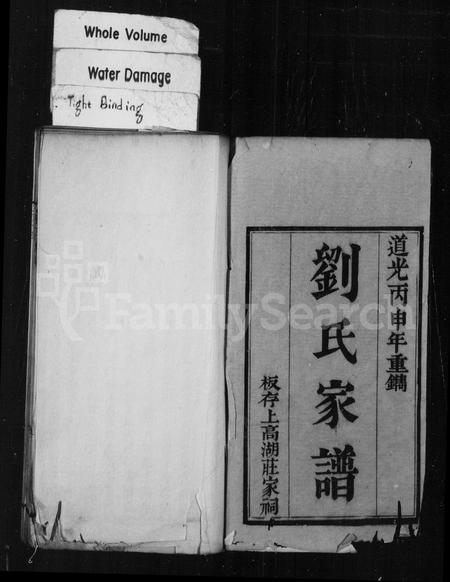 Whole Volume
Water Damage
Tight Binding
道光丙申年重鐫
劉氏家譜
板存上高湖莊家祠
FamilySearch